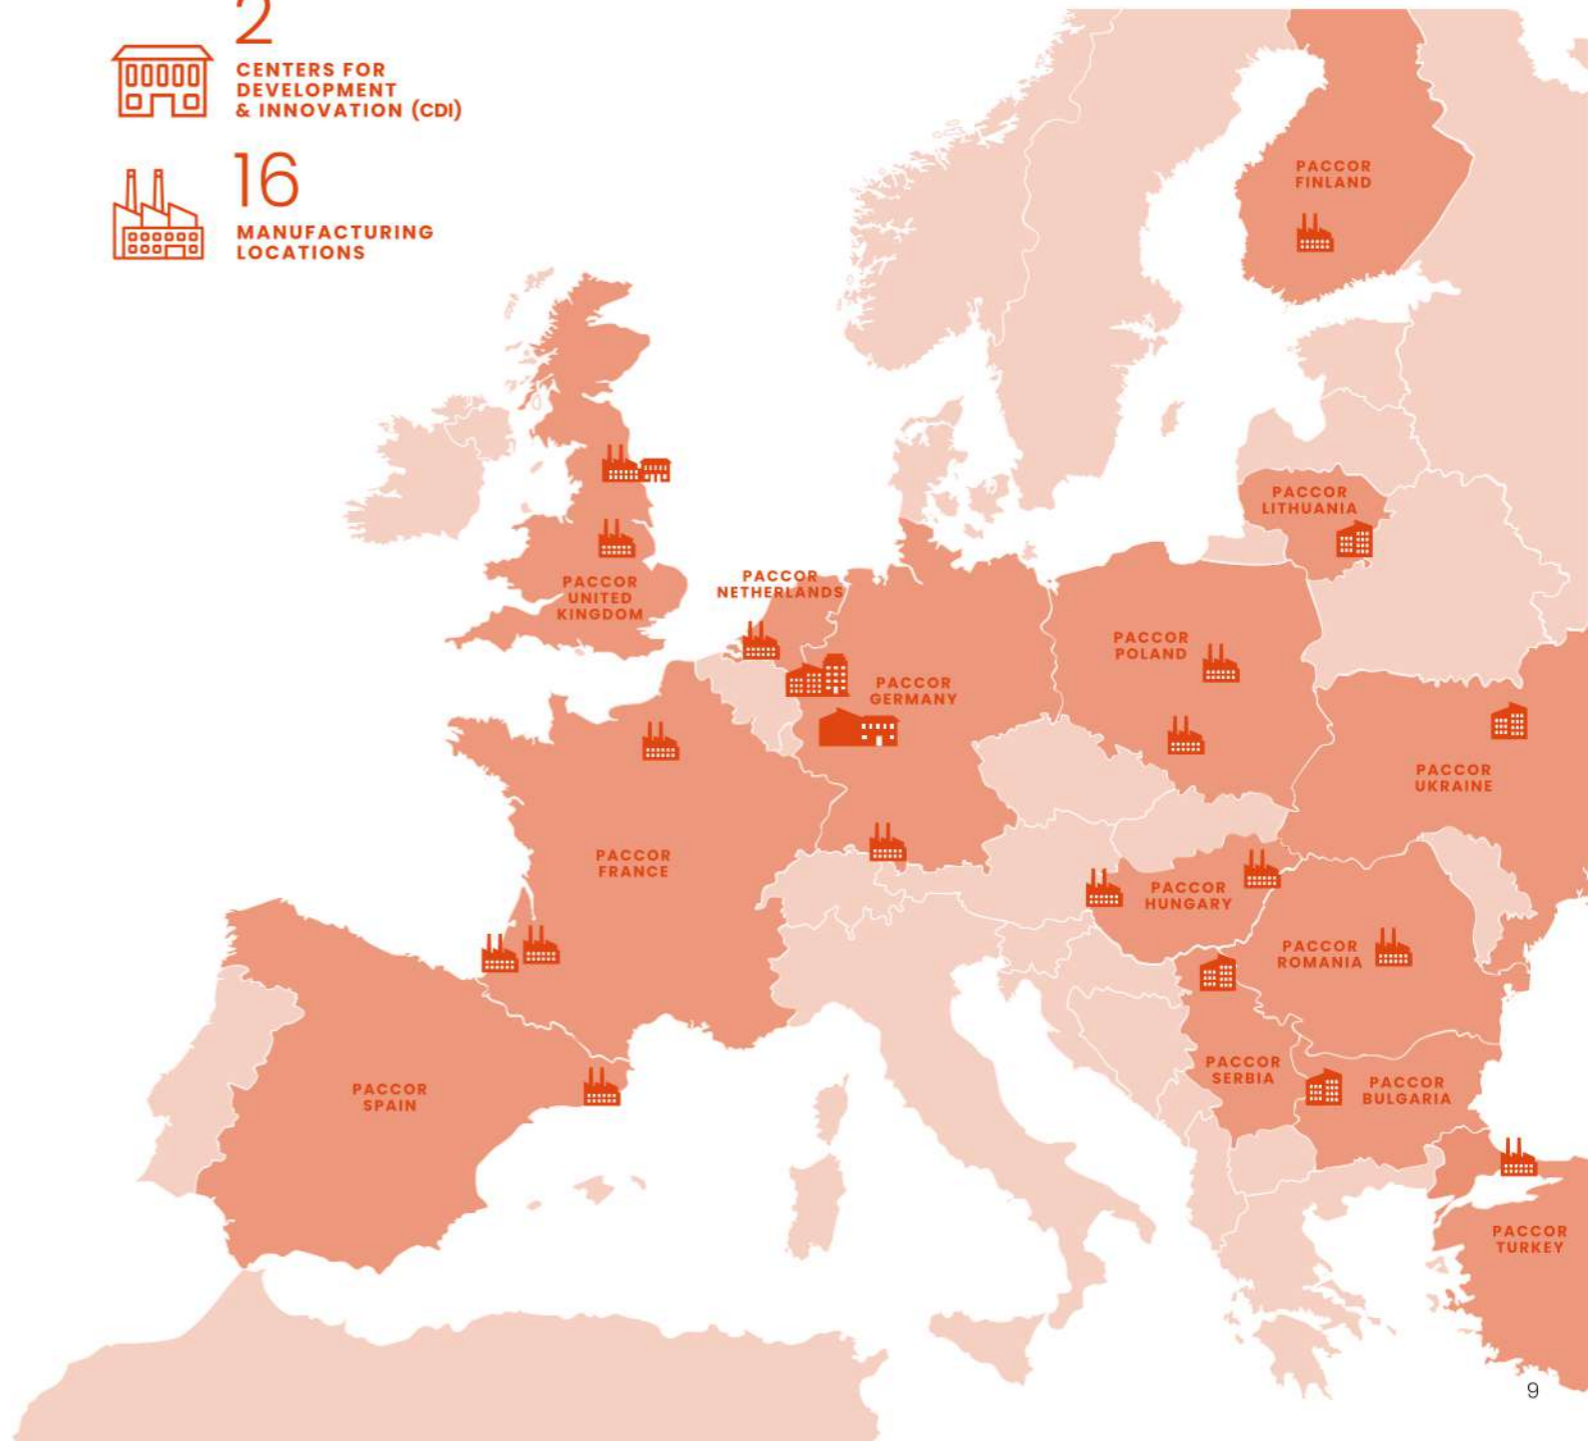 2
CENTERS FOR
DEVELOPMENT
& INNOVATION (CDI)
16
MANUFACTURING
LOCATIONS
PACCOR
FINLAND
PACCOR
LITHUANIA
PACCOR
UNITED
KINGDOM
PACCOR
NETHERLANDS
PACCOR
POLAND
PACCOR
GERMANY
PACCOR
UKRAINE
PACCOR
FRANCE
PACCOR
HUNGARY
PACCOR
ROMANIA
PACCOR
SPAIN
PACCOR
SERBIA
PACCOR
BULGARIA
PACCOR
TURKEY
9